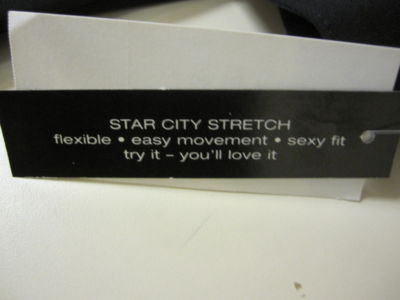 STAR CITY STRETCH
flexible • easy movement • sexy fit
try it – you'll love it